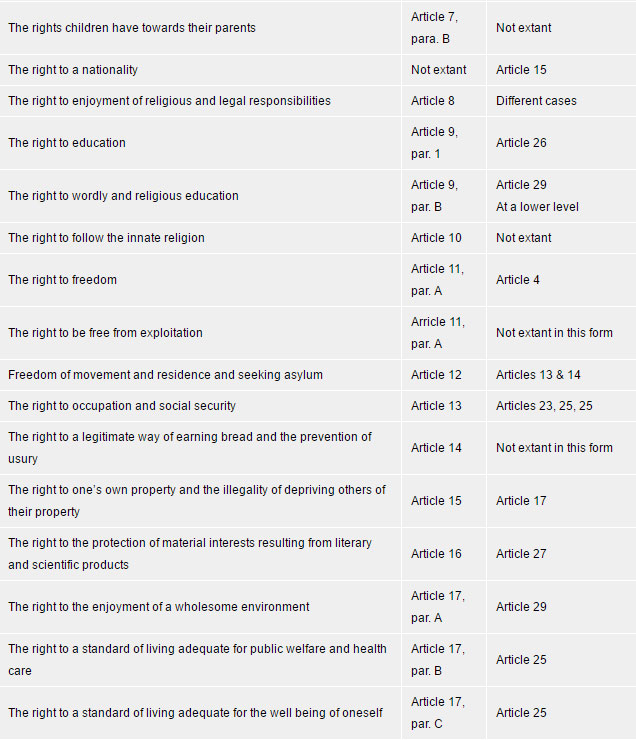 The rights children have towards their parents
Article 7,
para. B
Not extant
The right to a nationality
Not extant
Article 15
The right to enjoyment of religious and legal responsibilities
Article 8
Different cases
The right to education
Article 9,
par. 1
Article 26
The right to wordly and religious education
Article 9,
par. B
Article 29
At a lower level
The right to follow the innate religion
Article 10
Not extant
The right to freedom
Article 11,
par. A
Article 4
The right to be free from exploitation
Arricle 11,
par. A
Not extant in this form
Freedom of movement and residence and seeking asylum
Article 12
Articles 13 & 14
The right to occupation and social security
Article 13
Articles 23, 25, 25
The right to a legitimate way of earning bread and the prevention of
usury
Article 14
Not extant in this form
The right to one’s own property and the illegality of depriving others of
their property
Article 15
Article 17
The right to the protection of material interests resulting from literary
and scientific products
Article 16
Article 27
The right to the enjoyment of a wholesome environment
Article 17,
par. A
Article 29
The right to a standard of living adequate for public welfare and health
care
Article 17,
par. B
Article 25
The right to a standard of living adequate for the well being of oneself
Article 17,
par. C
Article 25